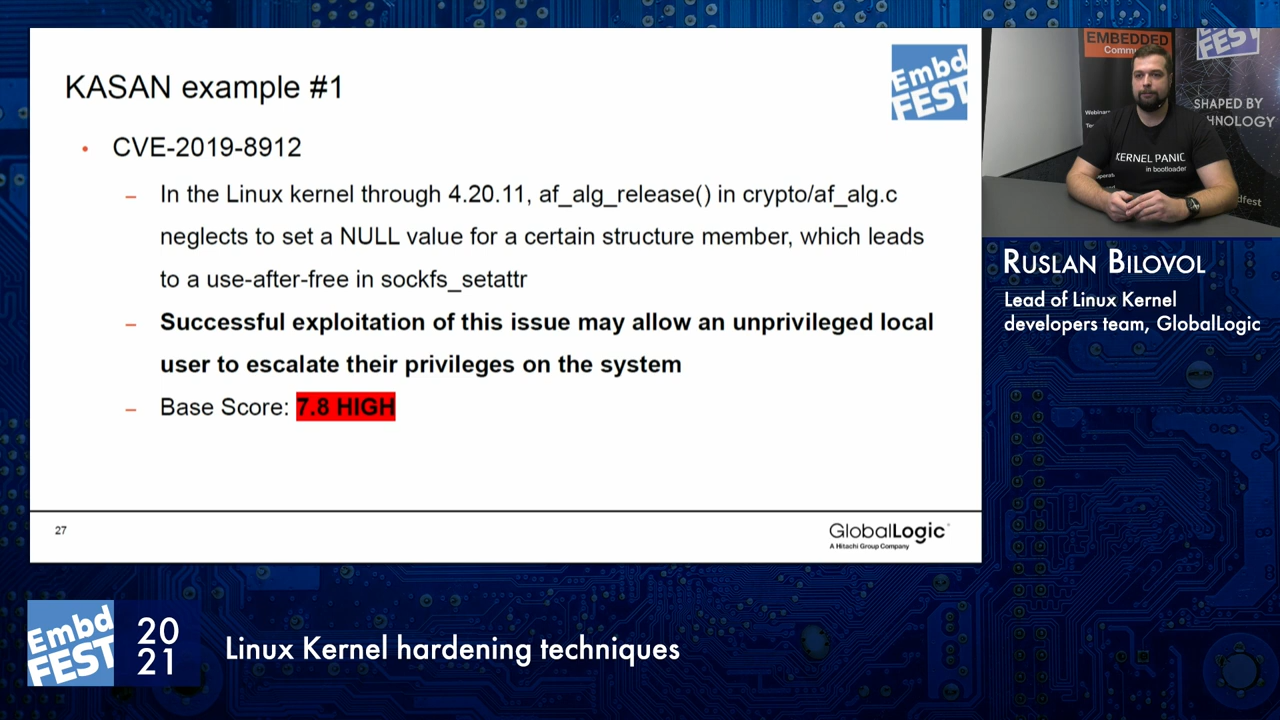 KASAN example #1
Embd
FEST
• CVE-2019-8912
– In the Linux kernel through 4.20.11, af_alg_release() in crypto/af_alg.c
neglects to set a NULL value for a certain structure member, which leads
to a use-after-free in sockfs_setattr
– Successful exploitation of this issue may allow an unprivileged local
user to escalate their privileges on the system
– Base Score: 7.8 HIGH
27
GlobalLogic
A Hitachi Group Company
EMBEDDED
FEST
SHAPED BY
KERNEL PANIC
in bootloader
RUSLAN BILOVOL
Lead of Linux Kernel
developers team, GlobalLogic
Embd
FEST
20
21
Linux Kernel hardening techniques